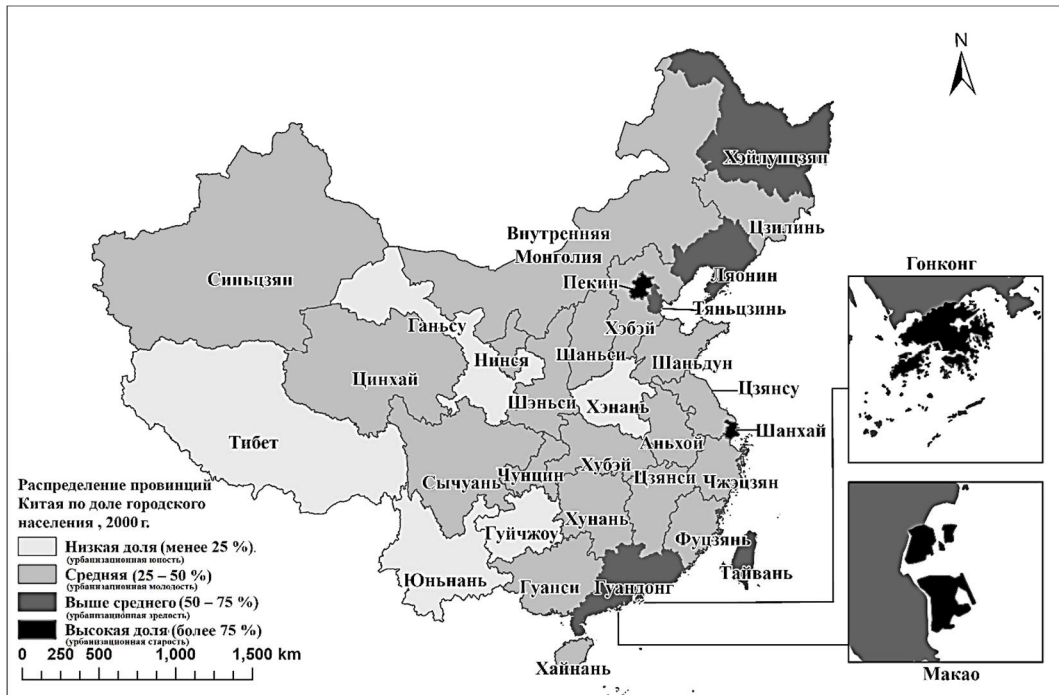 N
Хэйлунцзян
Цзилинь
Внутренняя
Монголия
Гонконг
Синьцзян
Пекин
Ляонин
Тяньцзинь
Ганьсу
Хэбэй
Нинся
Шаньси
Шаньдун
Цинхай
Цзянсу
Шэньси
Хэнань
Тибет
Аньхой
Шанхай
Хубэй
Сычуань
Чунцин
Цзянси
Чжэцзян
Распределение провинций
Китая по доле городского
населения , 2000 г.
Хунань
Гуйчжоу
Фуцзянь
Низкая доля (менее 25 %).
(урбанизационная юность)
Юньнань
Тайвань
Средняя (25 – 50 %)
(урбанизационная молодость)
Гуанси
Гуандонг
Выше среднего (50 – 75 %)
(урбанизационная зрелость)
Высокая доля (более 75 %)
(урбанизационная старость)
0 250 500 1,000 1,500 km
Хайнань
Макао